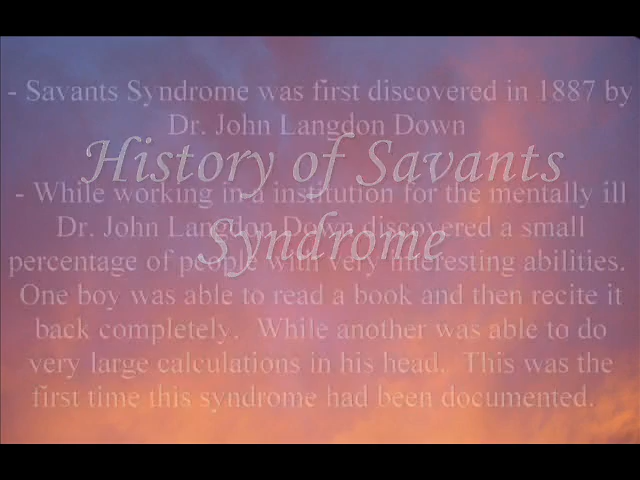 - Savants Syndrome was first discovered in 1887 by
Dr. John Langdon Down
History of Savants
Syndrome
- While working in a institution for the mentally ill
Dr. John Langdon Down discovered a small
percentage of people with very interesting abilities.
One boy was able to read a book and then recite it
back completely. While another was able to do
very large calculations in his head. This was the
first time this syndrome had been documented.